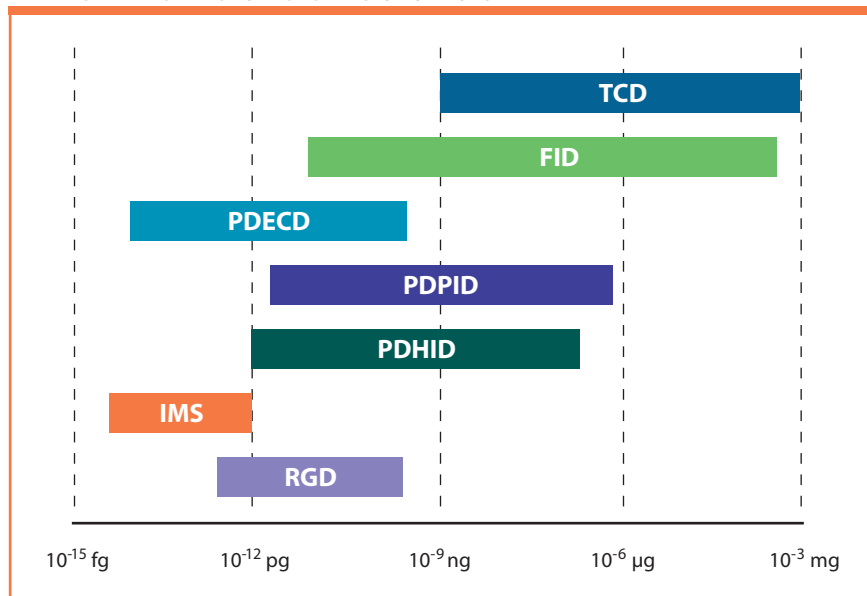 TCD
FID
PDECD
PDPID
PDHID
IMS
RGD
10⁻¹⁵ fg 10⁻¹² pg 10⁻⁹ ng 10⁻⁶ µg 10⁻³ mg